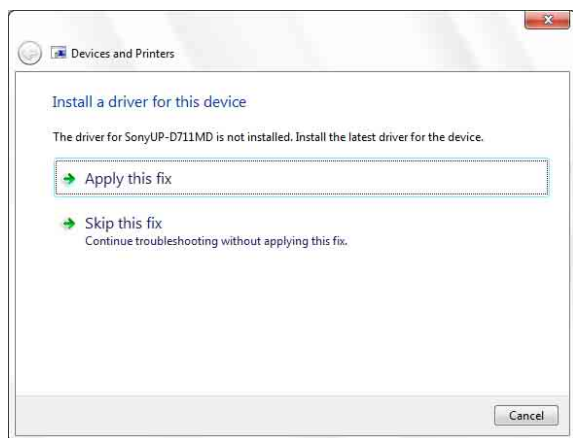 Devices and Printers
Install a driver for this device
The driver for SonyUP-D711MD is not installed. Install the latest driver for the device.
Apply this fix
Skip this fix
Continue troubleshooting without applying this fix.
Cancel